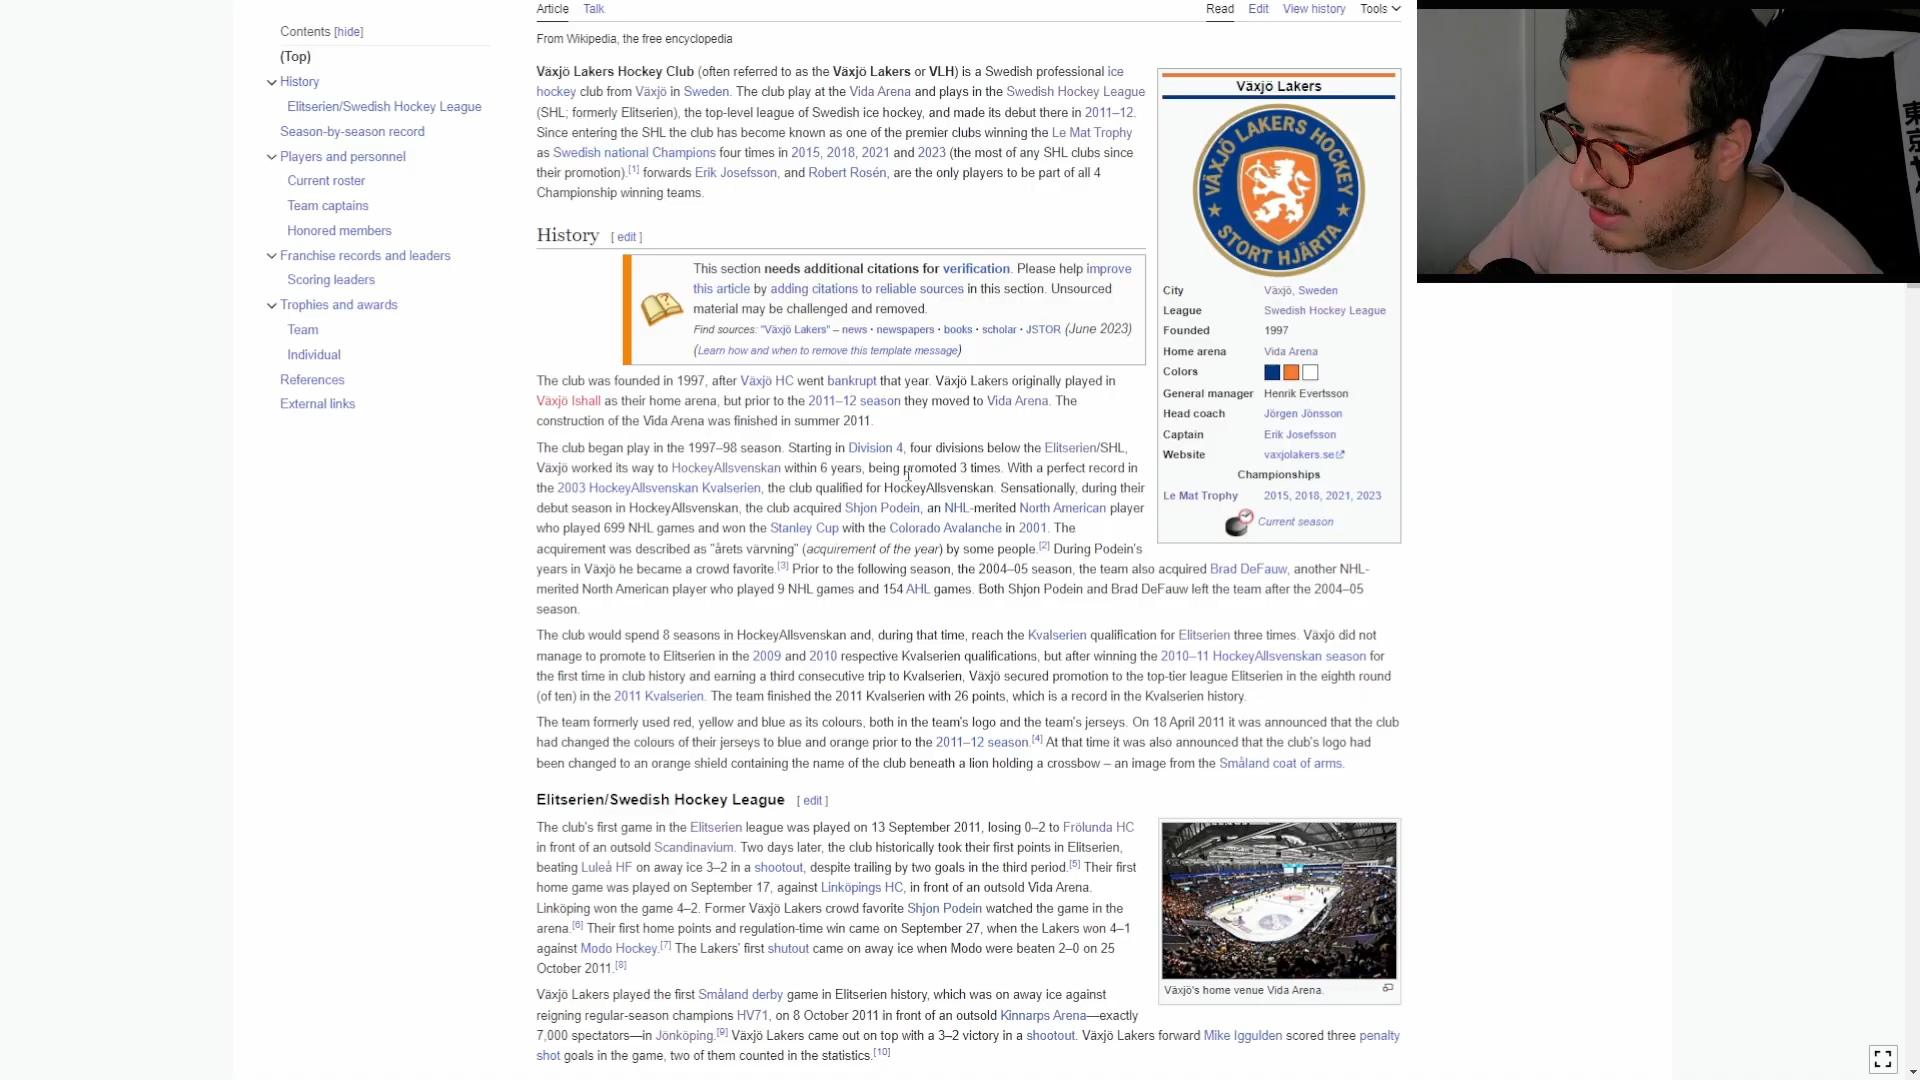 Article Talk Read Edit View history Tools
Contents [hide]
(Top)
History
Elitserien/Swedish Hockey League
Season-by-season record
Players and personnel
Current roster
Team captains
Honored members
Franchise records and leaders
Scoring leaders
Trophies and awards
Team
Individual
References
External links
From Wikipedia, the free encyclopedia
Växjö Lakers Hockey Club (often referred to as the Växjö Lakers or VLH) is a Swedish professional ice
hockey club from Växjö in Sweden. The club play at the Vida Arena and plays in the Swedish Hockey League
(SHL; formerly Elitserien), the top-level league of Swedish ice hockey, and made its debut there in 2011–12.
Since entering the SHL the club has become known as one of the premier clubs winning the Le Mat Trophy
as Swedish national Champions four times in 2015, 2018, 2021 and 2023 (the most of any SHL clubs since
their promotion).[1] forwards Erik Josefsson, and Robert Rosén, are the only players to be part of all 4
Championship winning teams.
History [ edit ]
This section needs additional citations for verification. Please help improve
this article by adding citations to reliable sources in this section. Unsourced
material may be challenged and removed.
Find sources: "Växjö Lakers" – news · newspapers · books · scholar · JSTOR (June 2023)
(Learn how and when to remove this template message)
The club was founded in 1997, after Växjö HC went bankrupt that year. Växjö Lakers originally played in
Växjö Ishall as their home arena, but prior to the 2011–12 season they moved to Vida Arena. The
construction of the Vida Arena was finished in summer 2011.
The club began play in the 1997–98 season. Starting in Division 4, four divisions below the Elitserien/SHL,
Växjö worked its way to HockeyAllsvenskan within 6 years, being promoted 3 times. With a perfect record in
the 2003 HockeyAllsvenskan Kvalserien, the club qualified for HockeyAllsvenskan. Sensationally, during their
debut season in HockeyAllsvenskan, the club acquired Shjon Podein, an NHL-merited North American player
who played 699 NHL games and won the Stanley Cup with the Colorado Avalanche in 2001. The
acquirement was described as "årets värvning" (acquirement of the year) by some people.[2] During Podein's
years in Växjö he became a crowd favorite.[3] Prior to the following season, the 2004–05 season, the team also acquired Brad DeFauw, another NHL-
merited North American player who played 9 NHL games and 154 AHL games. Both Shjon Podein and Brad DeFauw left the team after the 2004–05
season.
The club would spend 8 seasons in HockeyAllsvenskan and, during that time, reach the Kvalserien qualification for Elitserien three times. Växjö did not
manage to promote to Elitserien in the 2009 and 2010 respective Kvalserien qualifications, but after winning the 2010–11 HockeyAllsvenskan season for
the first time in club history and earning a third consecutive trip to Kvalserien, Växjö secured promotion to the top-tier league Elitserien in the eighth round
(of ten) in the 2011 Kvalserien. The team finished the 2011 Kvalserien with 26 points, which is a record in the Kvalserien history.
The team formerly used red, yellow and blue as its colours, both in the team's logo and the team's jerseys. On 18 April 2011 it was announced that the club
had changed the colours of their jerseys to blue and orange prior to the 2011–12 season.[4] At that time it was also announced that the club's logo had
been changed to an orange shield containing the name of the club beneath a lion holding a crossbow – an image from the Småland coat of arms.
Elitserien/Swedish Hockey League [ edit ]
The club's first game in the Elitserien league was played on 13 September 2011, losing 0–2 to Frölunda HC
in front of an outsold Scandinavium. Two days later, the club historically took their first points in Elitserien,
beating Luleå HF on away ice 3–2 in a shootout, despite trailing by two goals in the third period.[5] Their first
home game was played on September 17, against Linköpings HC, in front of an outsold Vida Arena.
Linköping won the game 4–2. Former Växjö Lakers crowd favorite Shjon Podein watched the game in the
arena.[6] Their first home points and regulation-time win came on September 27, when the Lakers won 4–1
against Modo Hockey.[7] The Lakers' first shutout came on away ice when Modo were beaten 2–0 on 25
October 2011.[8]
Växjö Lakers played the first Småland derby game in Elitserien history, which was on away ice against
reigning regular-season champions HV71, on 8 October 2011 in front of an outsold Kinnarps Arena—exactly
7,000 spectators—in Jönköping.[9] Växjö Lakers came out on top with a 3–2 victory in a shootout. Växjö Lakers forward Mike Iggulden scored three penalty
shot goals in the game, two of them counted in the statistics.[10]
Växjö Lakers
VÄXJÖ LAKERS HOCKEY
STORT HJÄRTA
City Växjö, Sweden
League Swedish Hockey League
Founded 1997
Home arena Vida Arena
Colors
General manager Henrik Evertsson
Head coach Jörgen Jönsson
Captain Erik Josefsson
Website vaxjolakers.se
Championships
Le Mat Trophy 2015, 2018, 2021, 2023
Current season
Växjö's home venue Vida Arena.